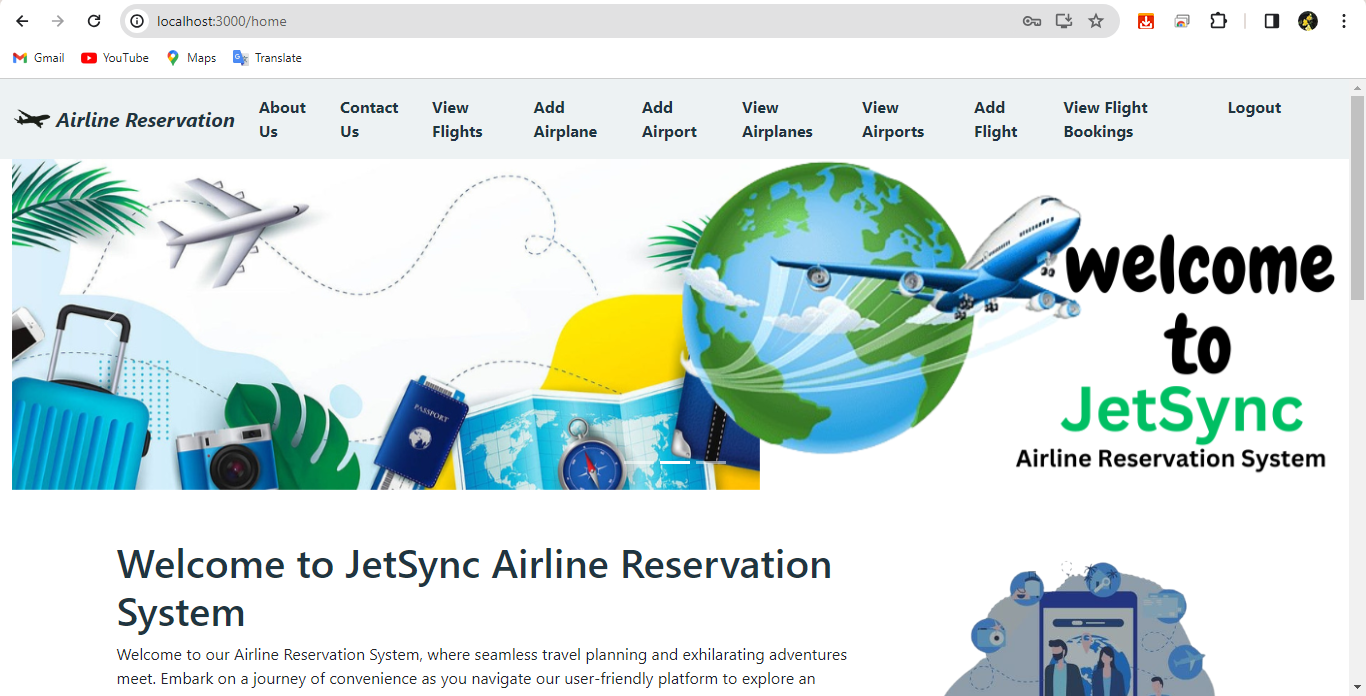 localhost:3000/home
Gmail YouTube Maps Translate
Airline Reservation
About Us
Contact Us
View Flights
Add Airplane
Add Airport
View Airplanes
View Airports
Add Flight
View Flight Bookings
Logout
PASSPORT
welcome
to
JetSync
Airline Reservation System
Welcome to JetSync Airline Reservation
System
Welcome to our Airline Reservation System, where seamless travel planning and exhilarating adventures
meet. Embark on a journey of convenience as you navigate our user-friendly platform to explore an